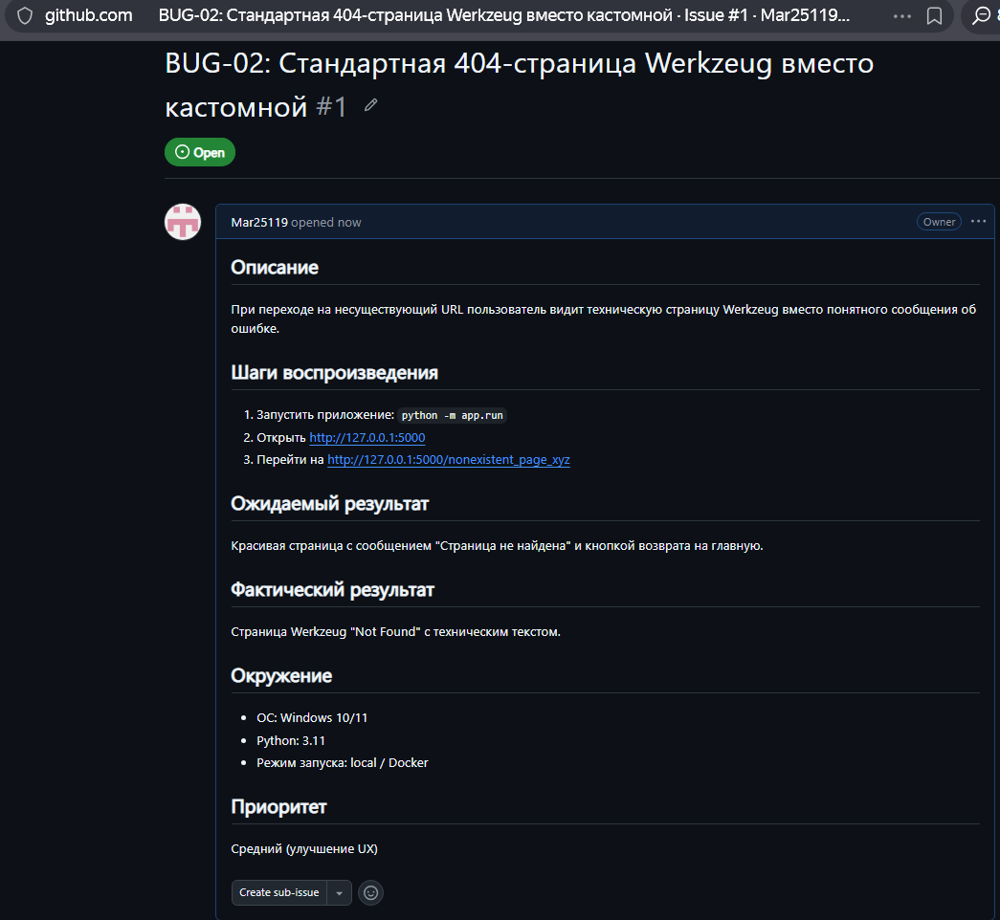 github.com BUG-02: Стандартная 404-страница Werkzeug вместо кастомной · Issue #1 · Mar25119...
BUG-02: Стандартная 404-страница Werkzeug вместо
кастомной #1
Open
Mar25119 opened now Owner
Описание
При переходе на несуществующий URL пользователь видит техническую страницу Werkzeug вместо понятного сообщения об
ошибке.
Шаги воспроизведения
1. Запустить приложение: python -m app.run
2. Открыть http://127.0.0.1:5000
3. Перейти на http://127.0.0.1:5000/nonexistent_page_xyz
Ожидаемый результат
Красивая страница с сообщением "Страница не найдена" и кнопкой возврата на главную.
Фактический результат
Страница Werkzeug "Not Found" с техническим текстом.
Окружение
• ОС: Windows 10/11
• Python: 3.11
• Режим запуска: local / Docker
Приоритет
Средний (улучшение UX)
Create sub-issue